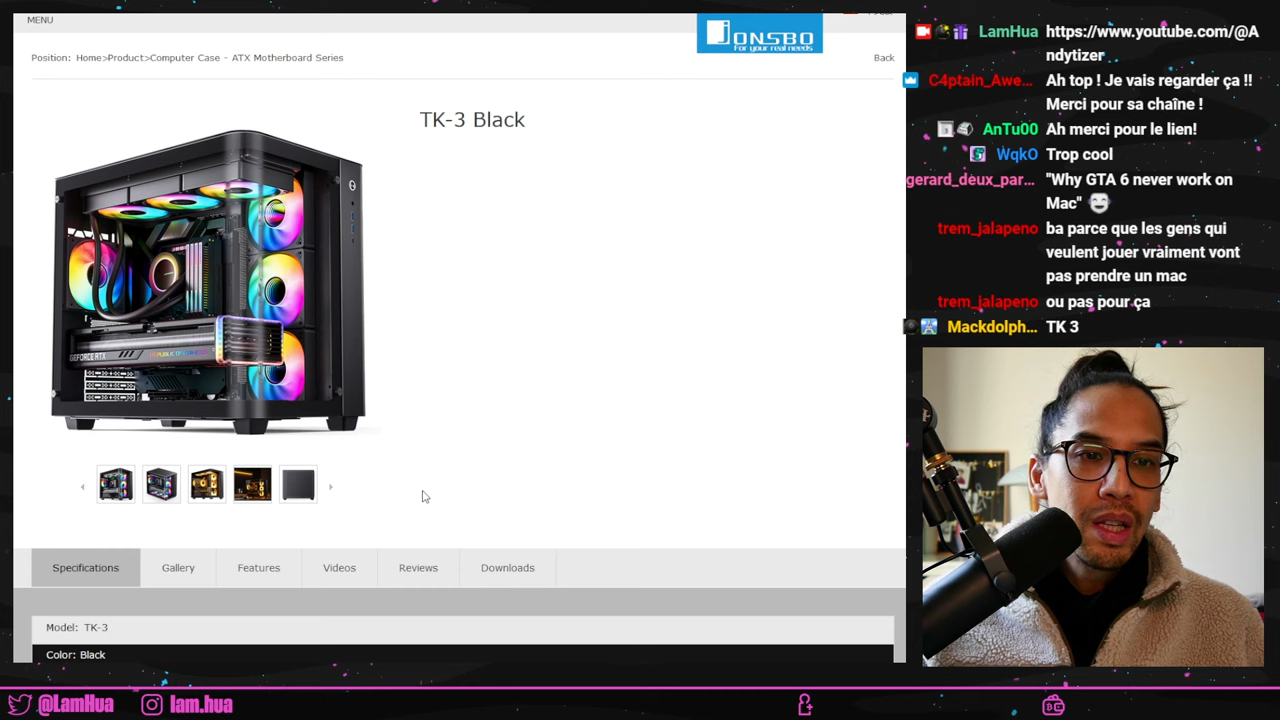 MENU
JONSBO
For your real needs
Position: Home>Product>Computer Case - ATX Motherboard Series
Back
TK-3 Black
GEFORCE RTX
Specifications
Gallery
Features
Videos
Reviews
Downloads
Model: TK-3
Color: Black
LamHua https://www.youtube.com/@A
ndytizer
C4ptain_Awe... Ah top ! Je vais regarder ça !!
Merci pour sa chaîne !
AnTu00 Ah merci pour le lien!
WqkO Trop cool
gerard_deux_par... "Why GTA 6 never work on
Mac"
trem_jalapeno ba parce que les gens qui
veulent jouer vraiment vont
pas prendre un mac
trem_jalapeno ou pas pour ça
Mackdolph... TK 3
@LamHua
lam.hua